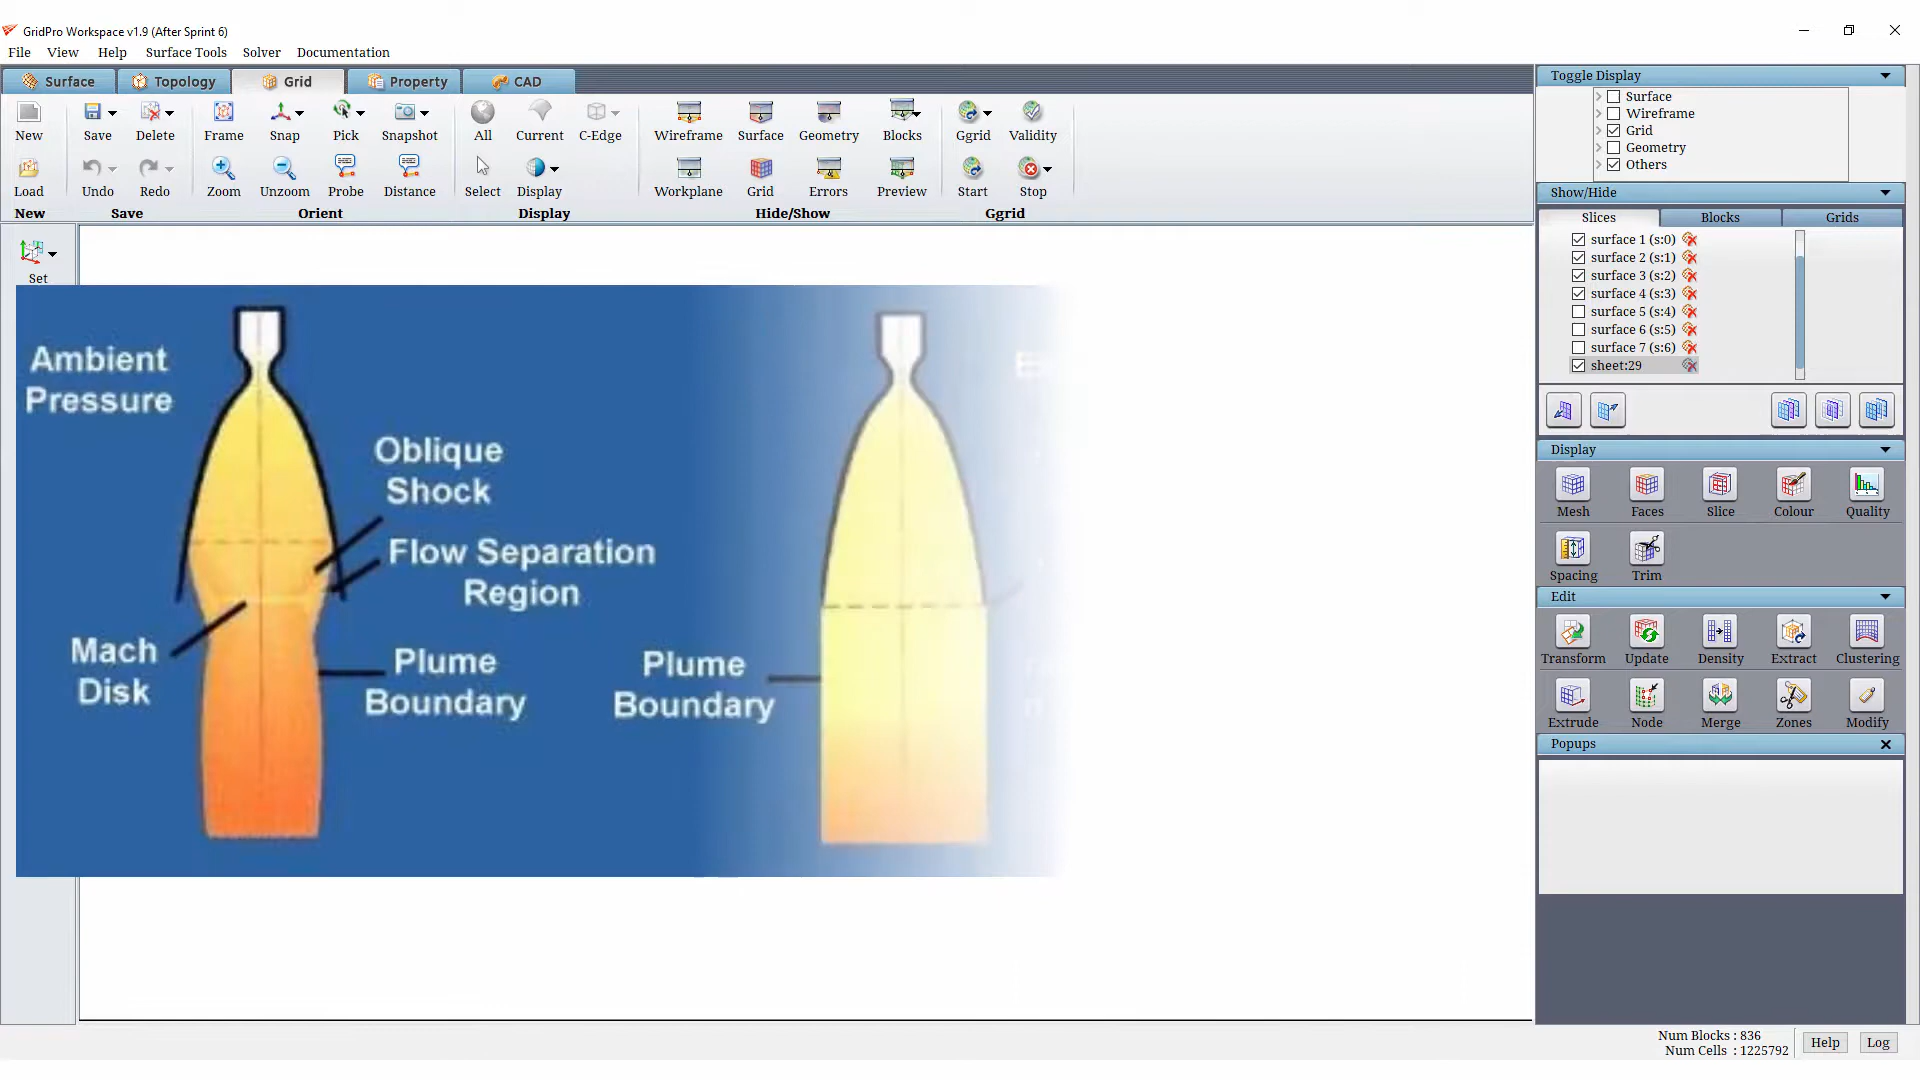 GridPro Workspace v1.9 (After Sprint 6)
File View Help Surface Tools Solver Documentation
Surface Topology Grid Property CAD
New Save Delete Frame Snap Pick Snapshot All Current C-Edge Wireframe Surface Geometry Blocks Ggrid Validity
Load Undo Redo Zoom Unzoom Probe Distance Select Display Workplane Grid Errors Preview Start Stop
New Save Orient Display Hide/Show Ggrid
Set
Ambient
Pressure
Oblique
Shock
Flow Separation
Region
Mach
Disk
Plume
Boundary
Plume
Boundary
Toggle Display
Surface
Wireframe
Grid
Geometry
Others
Show/Hide
Slices Blocks Grids
surface 1 (s:0)
surface 2 (s:1)
surface 3 (s:2)
surface 4 (s:3)
surface 5 (s:4)
surface 6 (s:5)
surface 7 (s:6)
sheet:29
Display
Mesh Faces Slice Colour Quality
Spacing Trim
Edit
Transform Update Density Extract Clustering
Extrude Node Merge Zones Modify
Popups
Num Blocks : 836
Num Cells : 1225792
Help Log